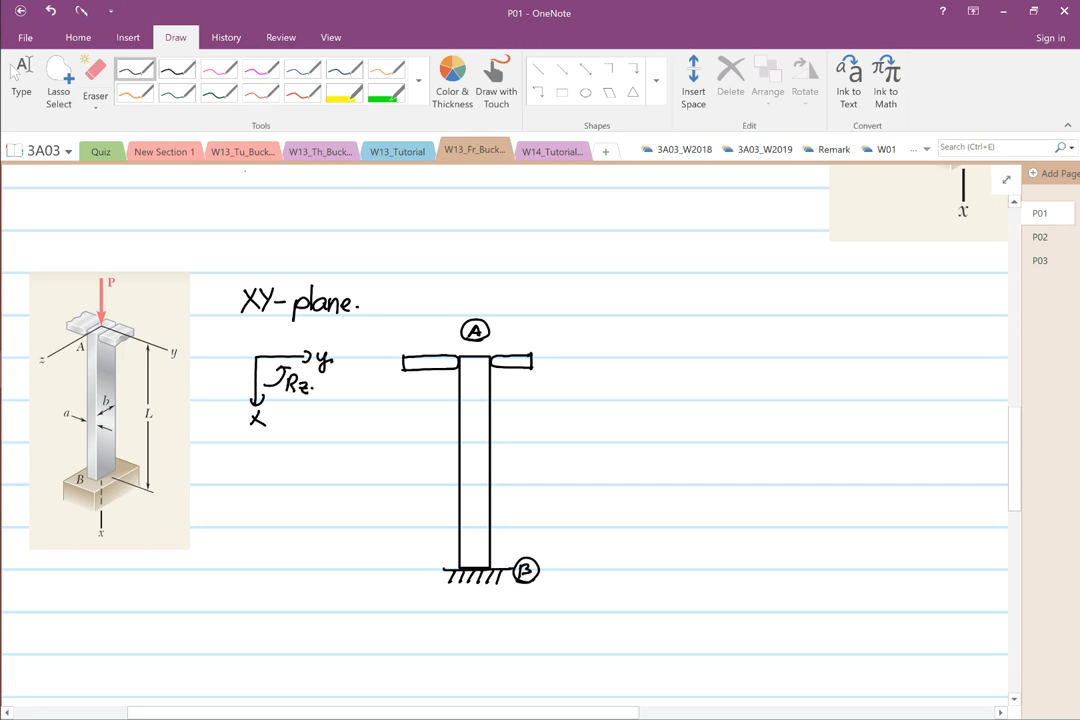 P01 - OneNote
?
Sign in
File Home Insert Draw History Review View
Type
Lasso Select
Eraser
Color & Thickness
Draw with Touch
Insert Space
Delete
Arrange
Rotate
Ink to Text
Ink to Math
Tools
Shapes
Edit
Convert
3A03
Quiz
New Section 1
W13_Tu_Buck...
W13_Th_Buck...
W13_Tutorial
W13_Fr_Buck...
W14_Tutorial...
3A03_W2018
3A03_W2019
Remark
W01
...
Search (Ctrl+E)
Add Page
P01
P02
P03
x
P
A
z
y
b
a
L
B
x
XY-plane.
y.
Rz.
X
A
B